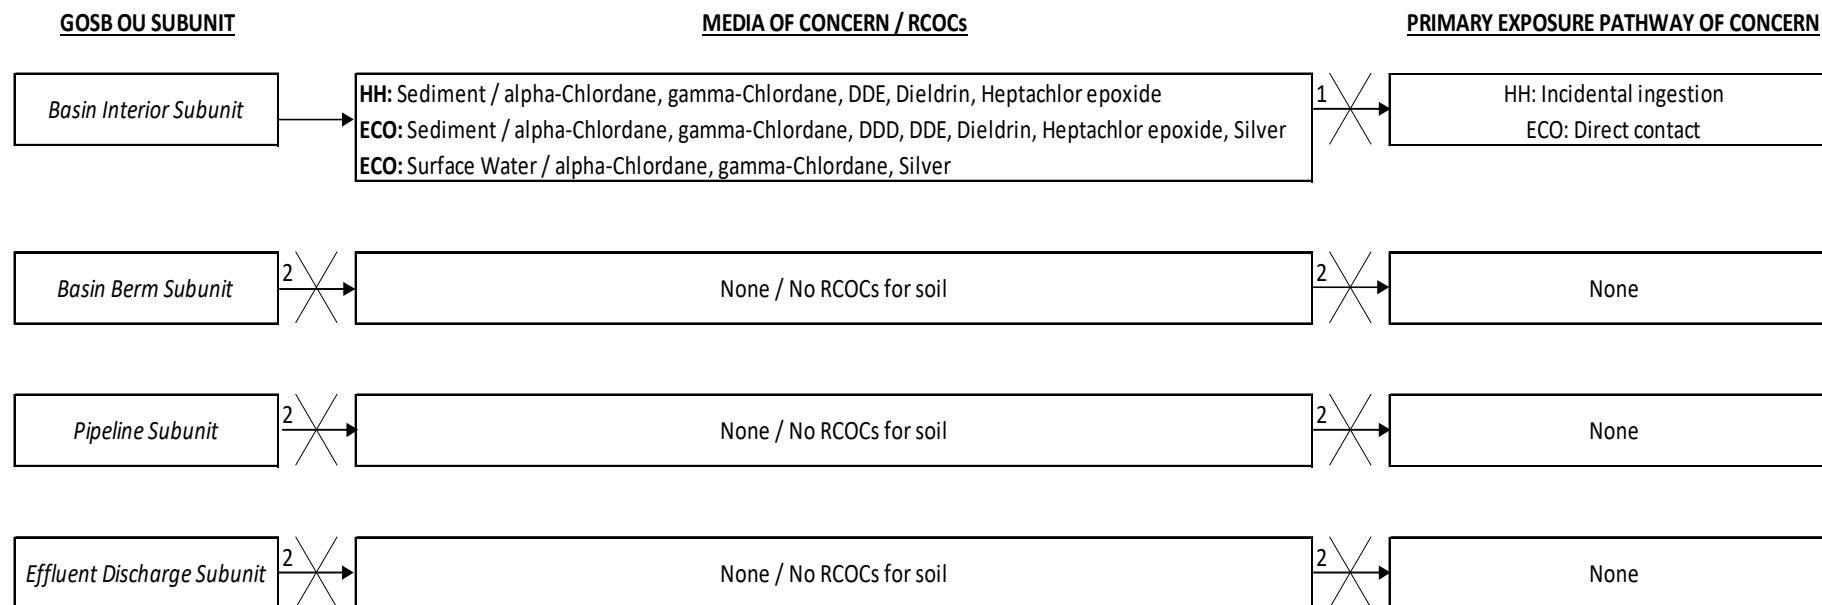 GOSB OU SUBUNIT
MEDIA OF CONCERN / RCOCs
PRIMARY EXPOSURE PATHWAY OF CONCERN
Basin Interior Subunit
HH: Sediment / alpha-Chlordane, gamma-Chlordane, DDE, Dieldrin, Heptachlor epoxide
ECO: Sediment / alpha-Chlordane, gamma-Chlordane, DDD, DDE, Dieldrin, Heptachlor epoxide, Silver
ECO: Surface Water / alpha-Chlordane, gamma-Chlordane, Silver
1
HH: Incidental ingestion
ECO: Direct contact
Basin Berm Subunit
2
None / No RCOCs for soil
2
None
Pipeline Subunit
2
None / No RCOCs for soil
2
None
Effluent Discharge Subunit
2
None / No RCOCs for soil
2
None